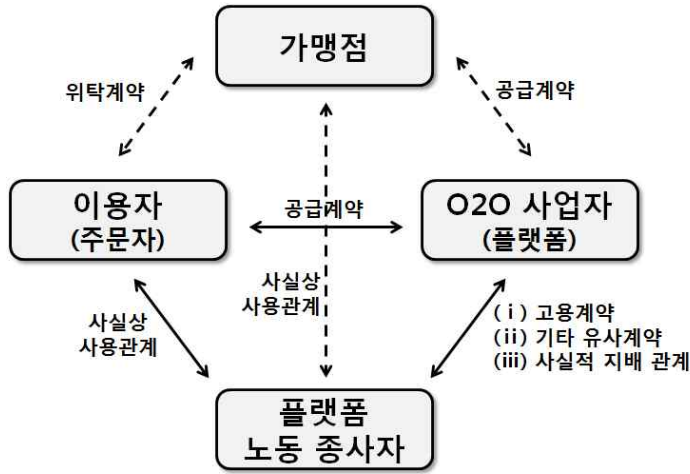 가맹점
위탁계약
공급계약
이용자
(주문자)
공급계약
O2O 사업자
(플랫폼)
사실상
사용관계
사실상
사용관계
(ⅰ) 고용계약
(ⅱ) 기타 유사계약
(ⅲ) 사실적 지배 관계
플랫폼
노동 종사자